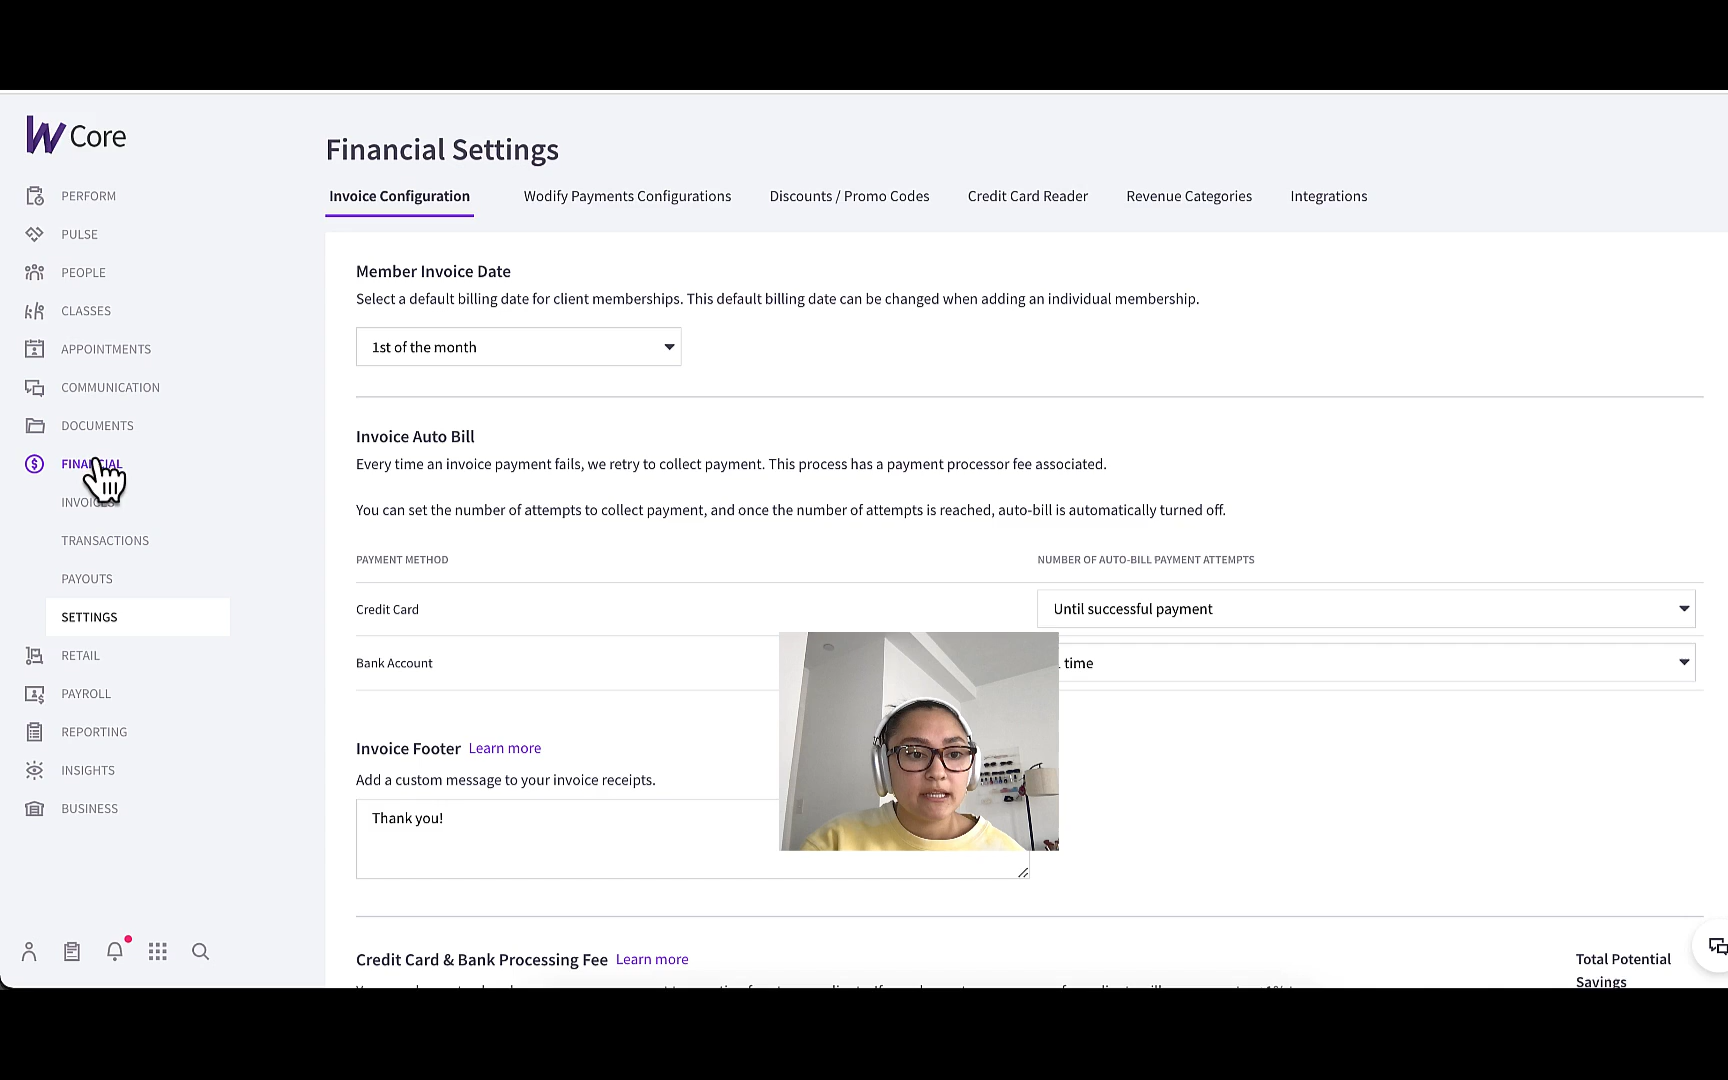 W Core
PERFORM
PULSE
PEOPLE
CLASSES
APPOINTMENTS
COMMUNICATION
DOCUMENTS
FINANCIAL
TRANSACTIONS
PAYOUTS
SETTINGS
RETAIL
PAYROLL
REPORTING
INSIGHTS
BUSINESS
Financial Settings
Invoice Configuration Wodify Payments Configurations Discounts / Promo Codes Credit Card Reader Revenue Categories Integrations
Member Invoice Date
Select a default billing date for client memberships. This default billing date can be changed when adding an individual membership.
1st of the month
Invoice Auto Bill
Every time an invoice payment fails, we retry to collect payment. This process has a payment processor fee associated.
You can set the number of attempts to collect payment, and once the number of attempts is reached, auto-bill is automatically turned off.
PAYMENT METHOD NUMBER OF AUTO-BILL PAYMENT ATTEMPTS
Credit Card Until successful payment
Bank Account time
Invoice Footer Learn more
Add a custom message to your invoice receipts.
Thank you!
Credit Card & Bank Processing Fee Learn more Total Potential
Savings